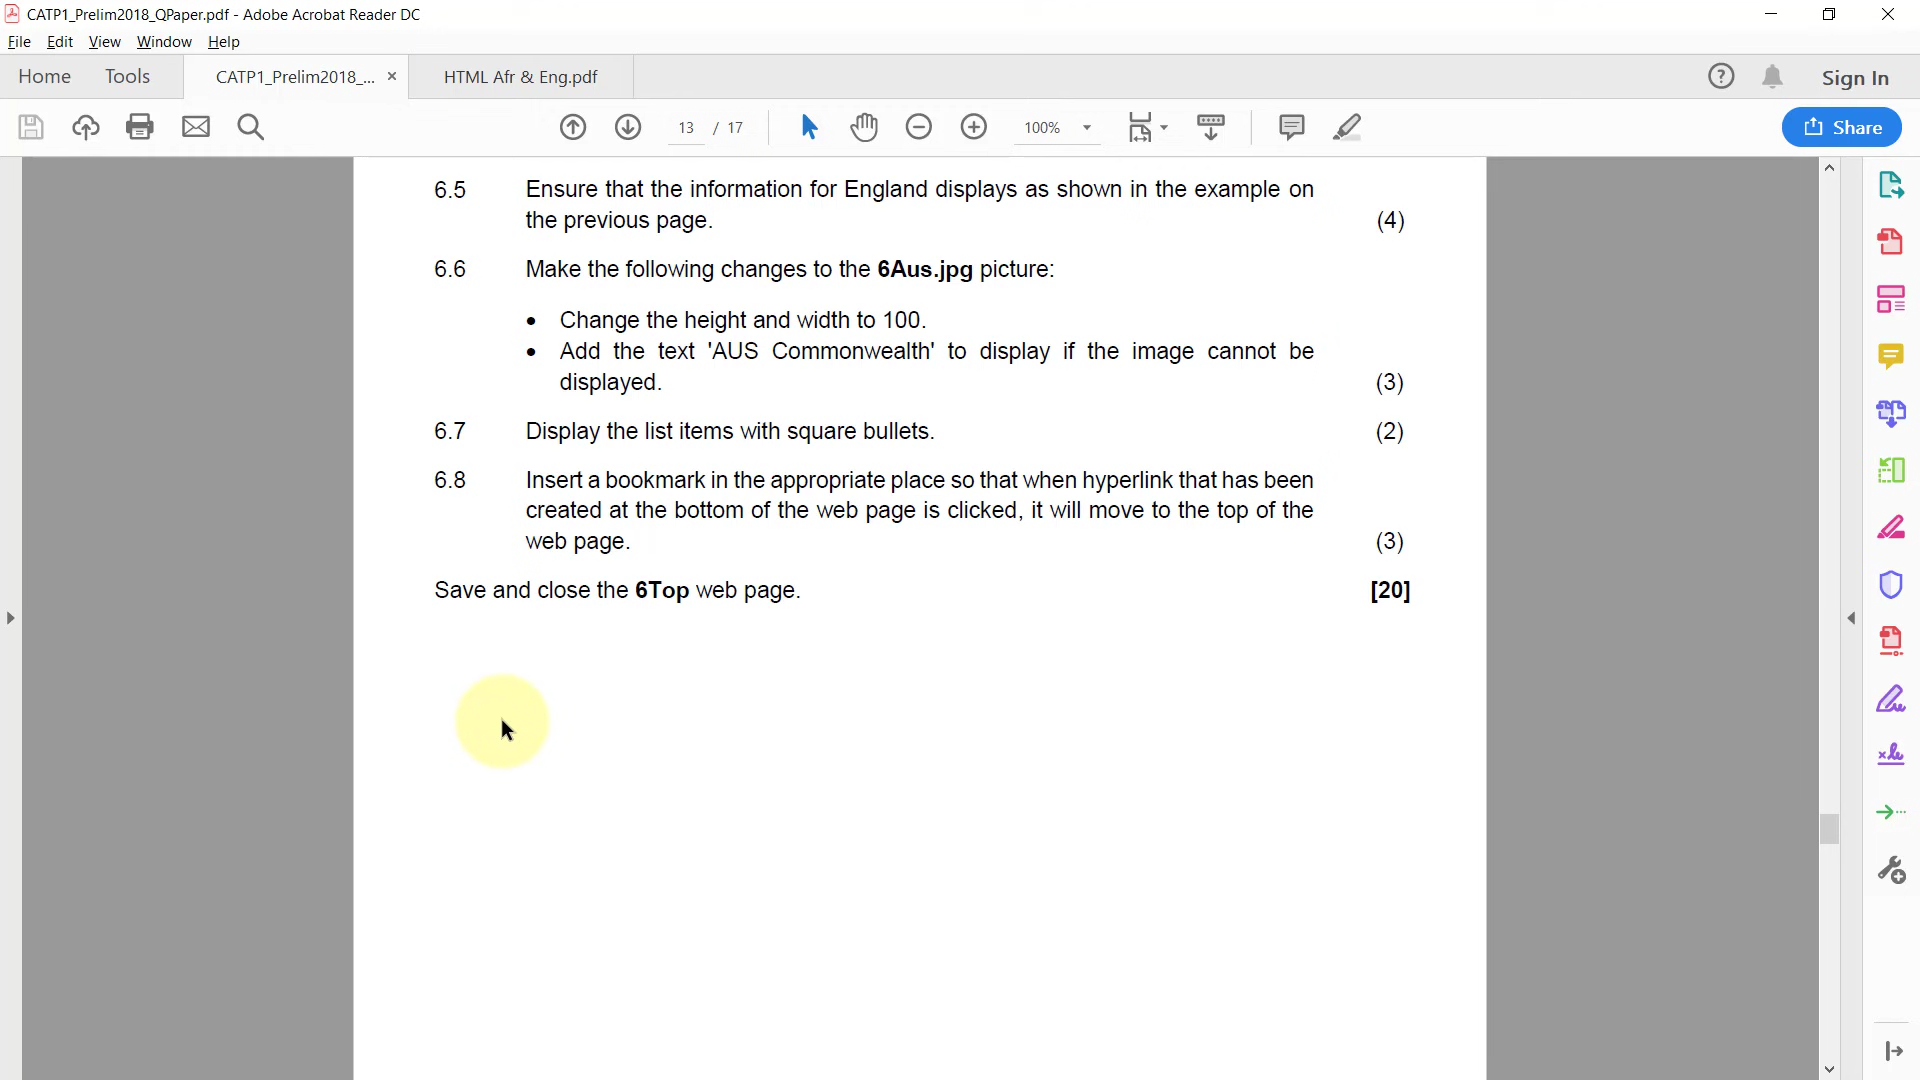 CATP1_Prelim2018_QPaper.pdf - Adobe Acrobat Reader DC
File Edit View Window Help
Home Tools CATP1_Prelim2018_... × HTML Afr & Eng.pdf Sign In
13 / 17 100% Share
6.5 Ensure that the information for England displays as shown in the example on
the previous page. (4)
6.6 Make the following changes to the 6Aus.jpg picture:
• Change the height and width to 100.
• Add the text 'AUS Commonwealth' to display if the image cannot be
displayed. (3)
6.7 Display the list items with square bullets. (2)
6.8 Insert a bookmark in the appropriate place so that when hyperlink that has been
created at the bottom of the web page is clicked, it will move to the top of the
web page. (3)
Save and close the 6Top web page. [20]